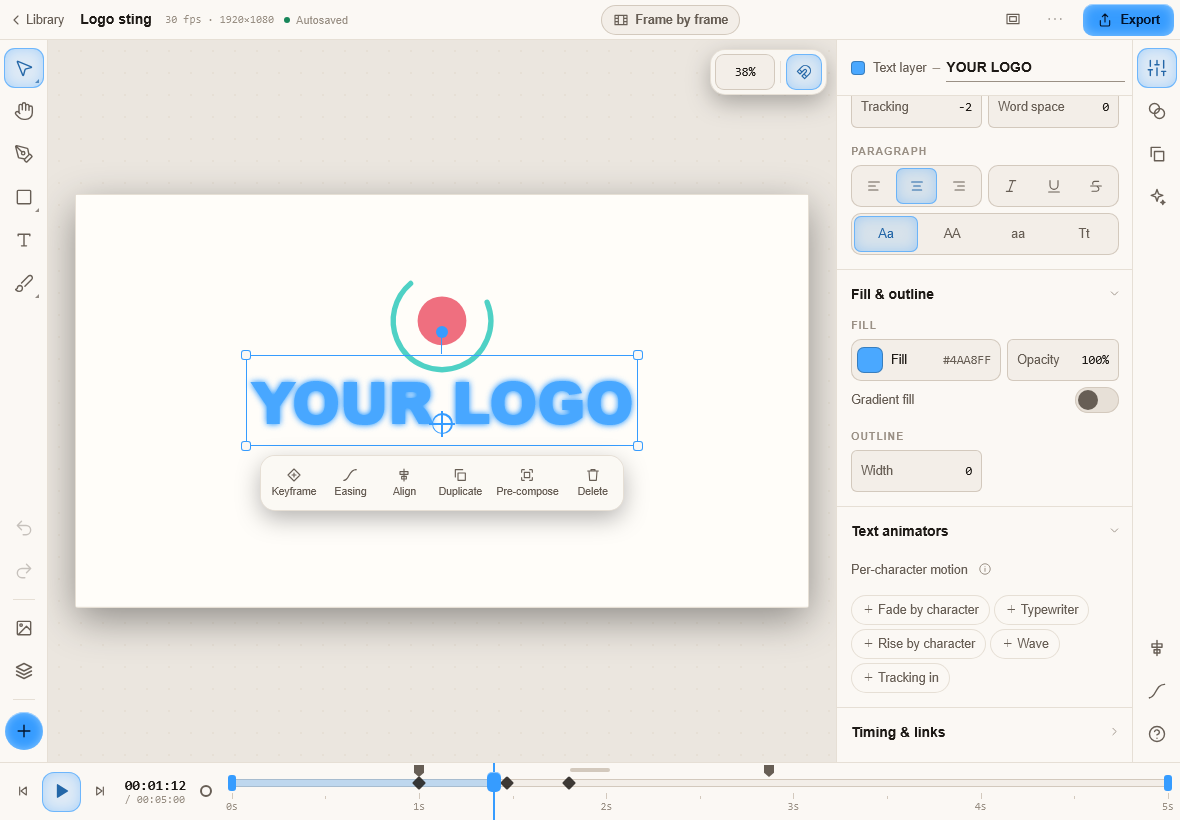 Library Logo sting 30 fps · 1920×1080 Autosaved Frame by frame ··· Export
38%
Text layer – YOUR LOGO
Tracking -2 Word space 0
PARAGRAPH
Aa AA aa Tt
Fill & outline
FILL
Fill #4AA8FF Opacity 100%
Gradient fill
OUTLINE
Width 0
Text animators
Per-character motion
+ Fade by character + Typewriter
+ Rise by character + Wave
+ Tracking in
Timing & links
YOUR LOGO
Keyframe Easing Align Duplicate Pre-compose Delete
00:01:12
/ 00:05:00
0s 1s 2s 3s 4s 5s